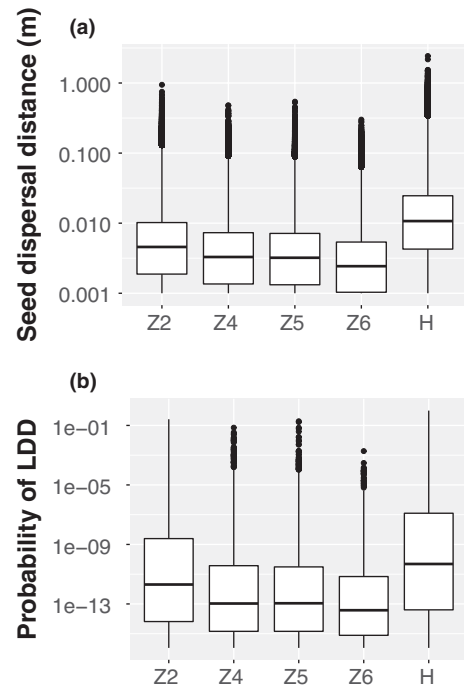 (a)
Seed dispersal distance (m)
1.000
0.100
0.010
0.001
Z2 Z4 Z5 Z6 H
(b)
Probability of LDD
1e−01
1e−05
1e−09
1e−13
Z2 Z4 Z5 Z6 H